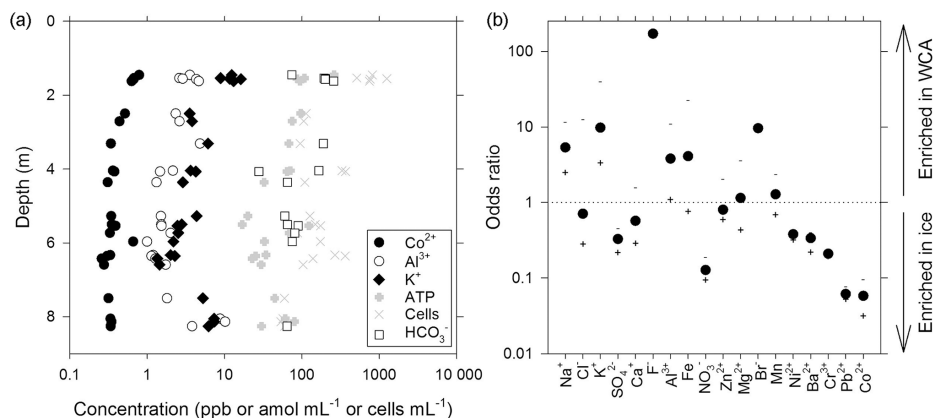 (a)
0
2
4
6
8
Depth (m)
0.1 1 10 100 1000 10 000
Concentration (ppb or amol mL⁻¹ or cells mL⁻¹)
Co²⁺
Al³⁺
K⁺
ATP
Cells
HCO₃⁻
(b)
100
10
1
0.1
0.01
Odds ratio
Na⁺
Cl⁻
K⁺
SO₄²⁻
Ca⁺
F⁻
Al³⁺
Fe
NO₃⁻
Zn²⁺
Mg²⁺
Br⁻
Mn
Ni²⁺
Ba²⁺
Cr³⁺
Pb²⁺
Co²⁺
Enriched in WCA
Enriched in ice